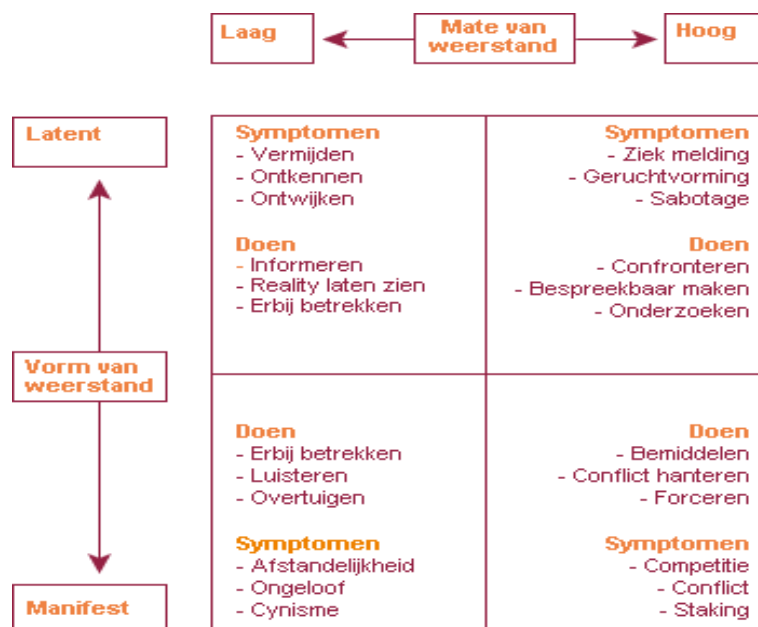 Laag
Mate van
weerstand
Hoog
Latent
Symptomen
- Vermijden
- Ontkennen
- Ontwijken
Doen
- Informeren
- Reality laten zien
- Erbij betrekken
Symptomen
- Ziek melding
- Geruchtvorming
- Sabotage
Doen
- Confronteren
- Bespreekbaar maken
- Onderzoeken
Vorm van
weerstand
Doen
- Erbij betrekken
- Luisteren
- Overtuigen
Symptomen
- Afstandelijkheid
- Ongeloof
- Cynisme
Doen
- Bemiddelen
- Conflict hanteren
- Forceren
Symptomen
- Competitie
- Conflict
- Staking
Manifest